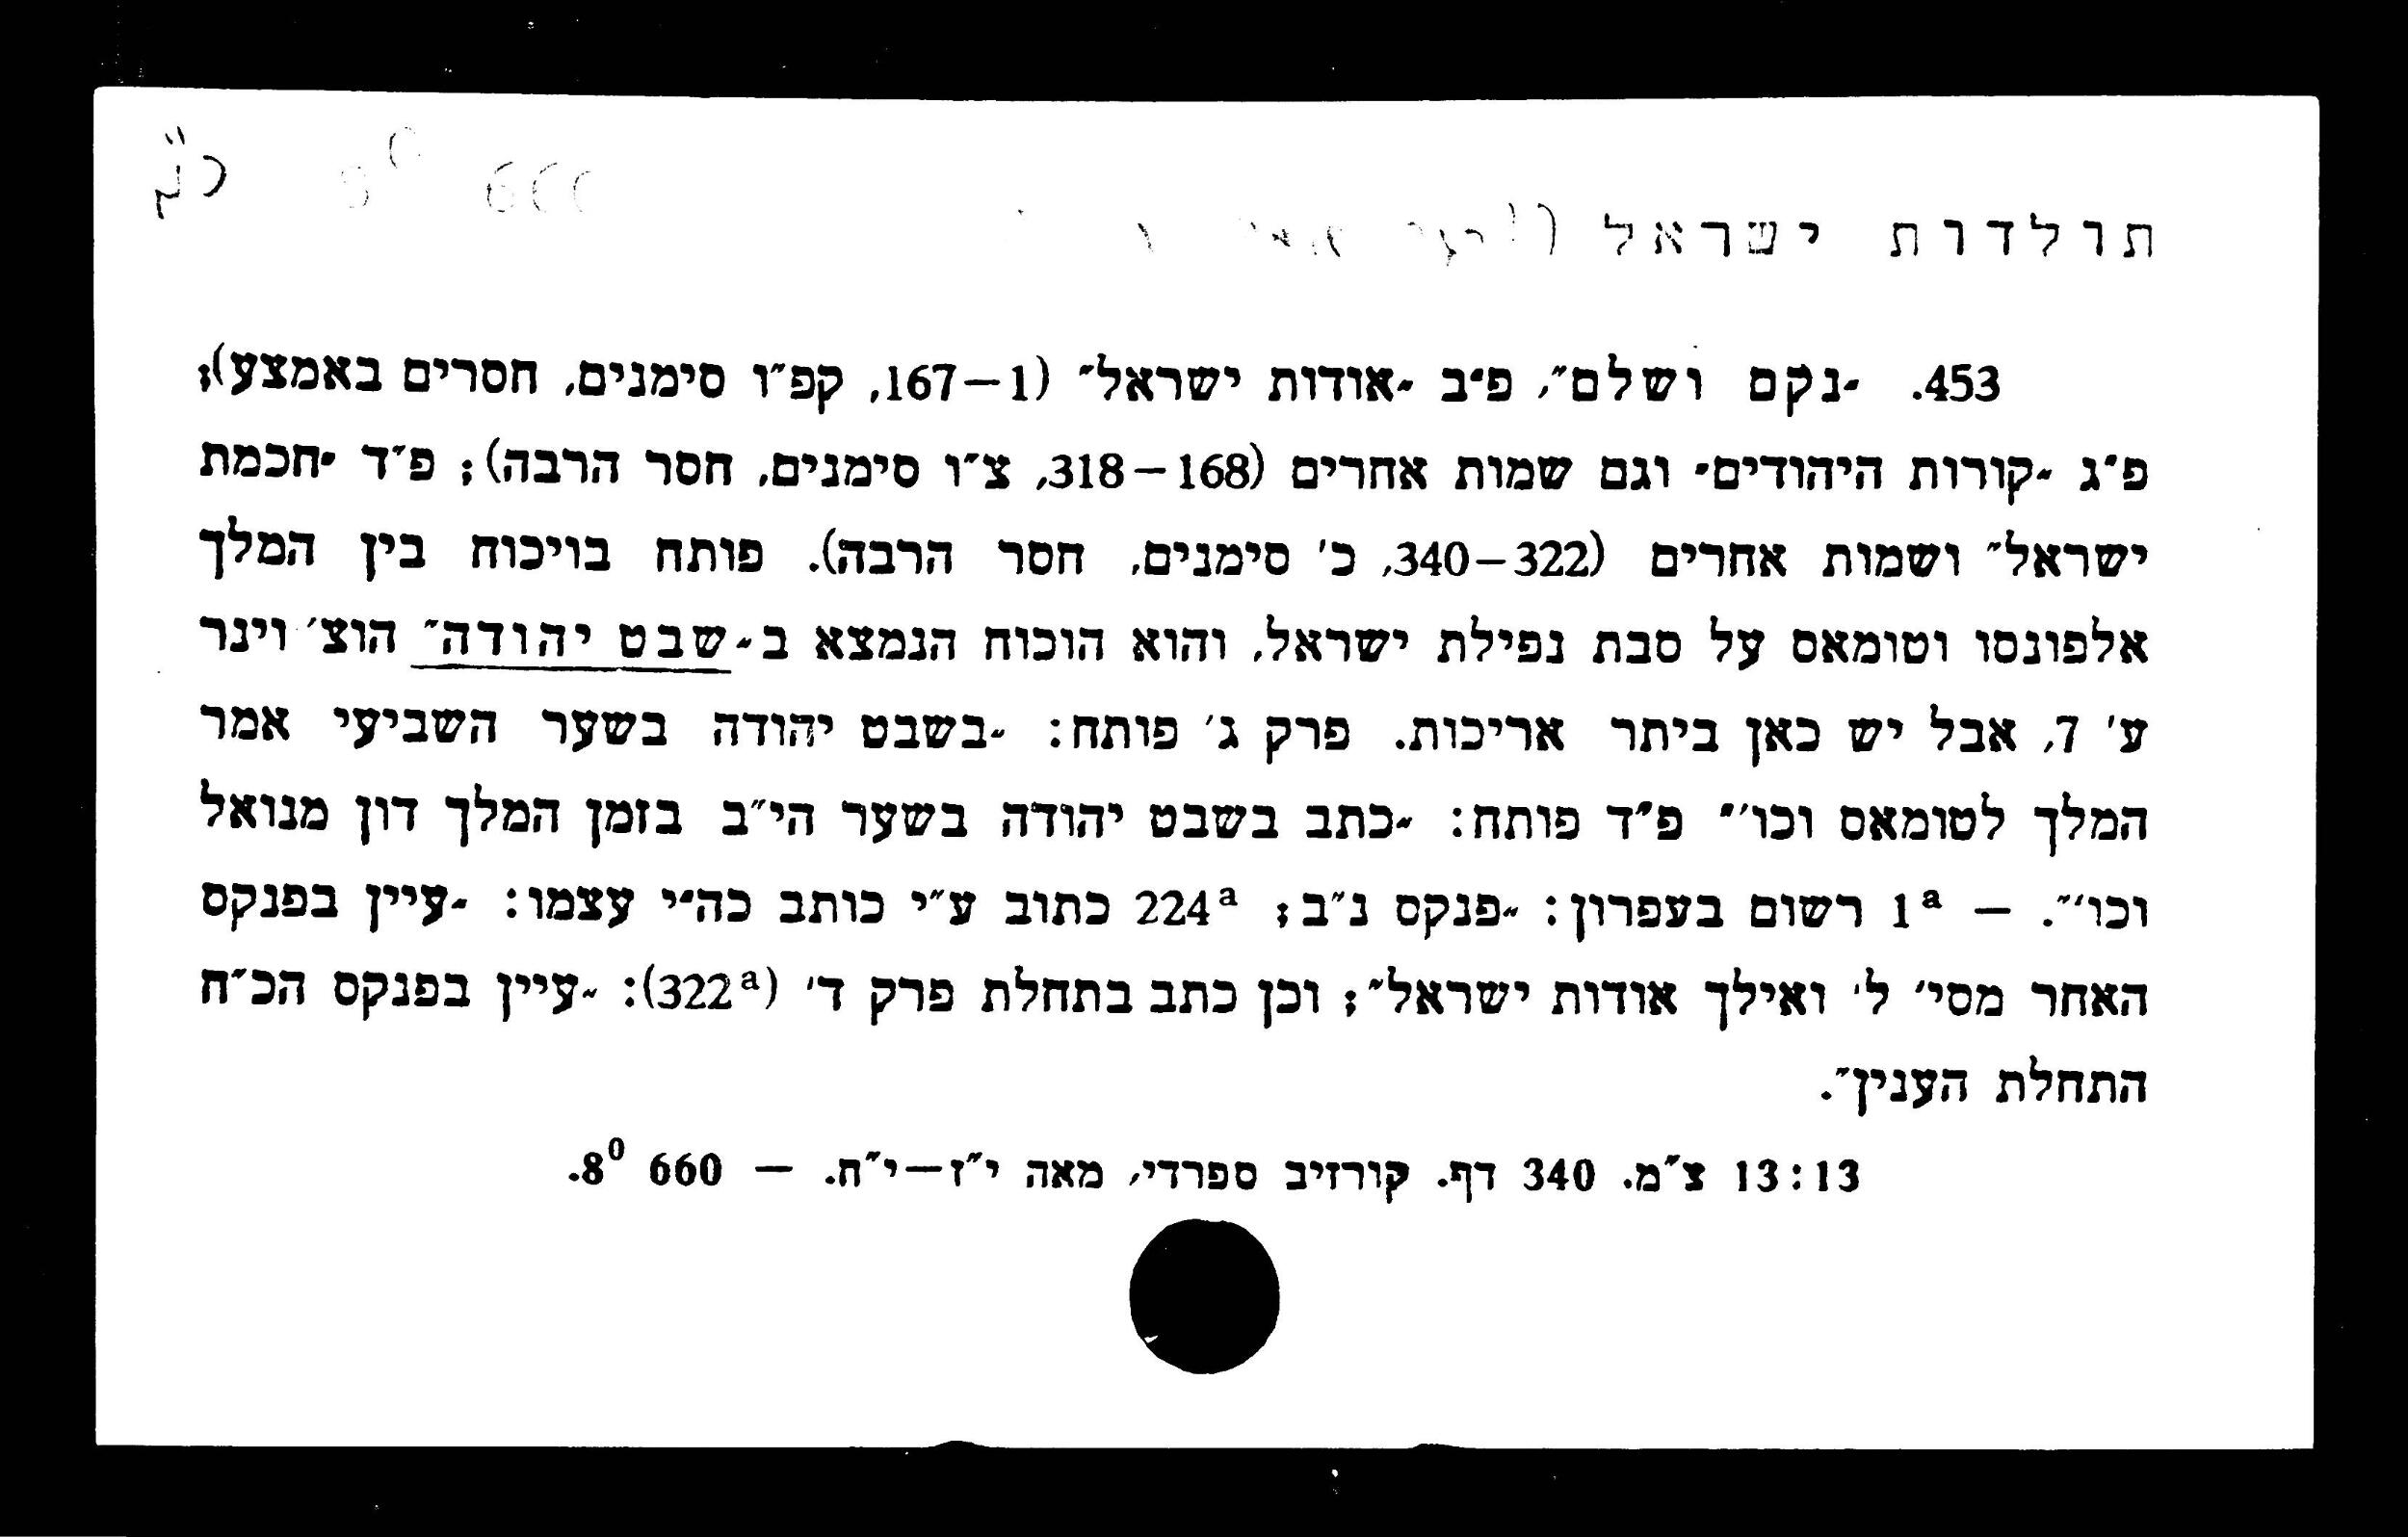 כ"י 8⁰ 660
תולדות ישראל
453. „נקם ושלם״, פ״ב „אודות ישראל״ (1–167, קפ״ו סימנים, חסרים באמצע);
פ״ג „קורות היהודים״ וגם שמות אחרים (168–318, צ״ו סימנים, חסר הרבה); פ״ד „חכמת
ישראל״ ושמות אחרים (322–340, כ׳ סימנים, חסר הרבה). פותח בויכוח בין המלך
אלפונסו וטומאס על סבת נפילת ישראל, והוא הוכוח הנמצא ב„שבט יהודה״ הוצ׳ וינר
ע׳ 7, אבל יש כאן ביתר אריכות. פרק ג׳ פותח: „בשבט יהודה בשער השביעי אמר
המלך לטומאס וכו׳״ פ״ד פותח: „כתב בשבט יהודה בשער הי״ב בזמן המלך דון מנואל
וכו׳״. — 1ᵃ רשום בעפרון: „פנקס נ״ב; 224ᵃ כתוב ע״י כותב כה״י עצמו: „עיין בפנקס
האחר מסי׳ ל׳ ואילך אודות ישראל״; וכן כתב בתחלת פרק ד׳ (322ᵃ): „עיין בפנקס הכ״ח
התחלת הענין״.
13:13 צ״מ. 340 דף. קורזיב ספרדי, מאה י״ז–י״ח. — 660 8⁰.